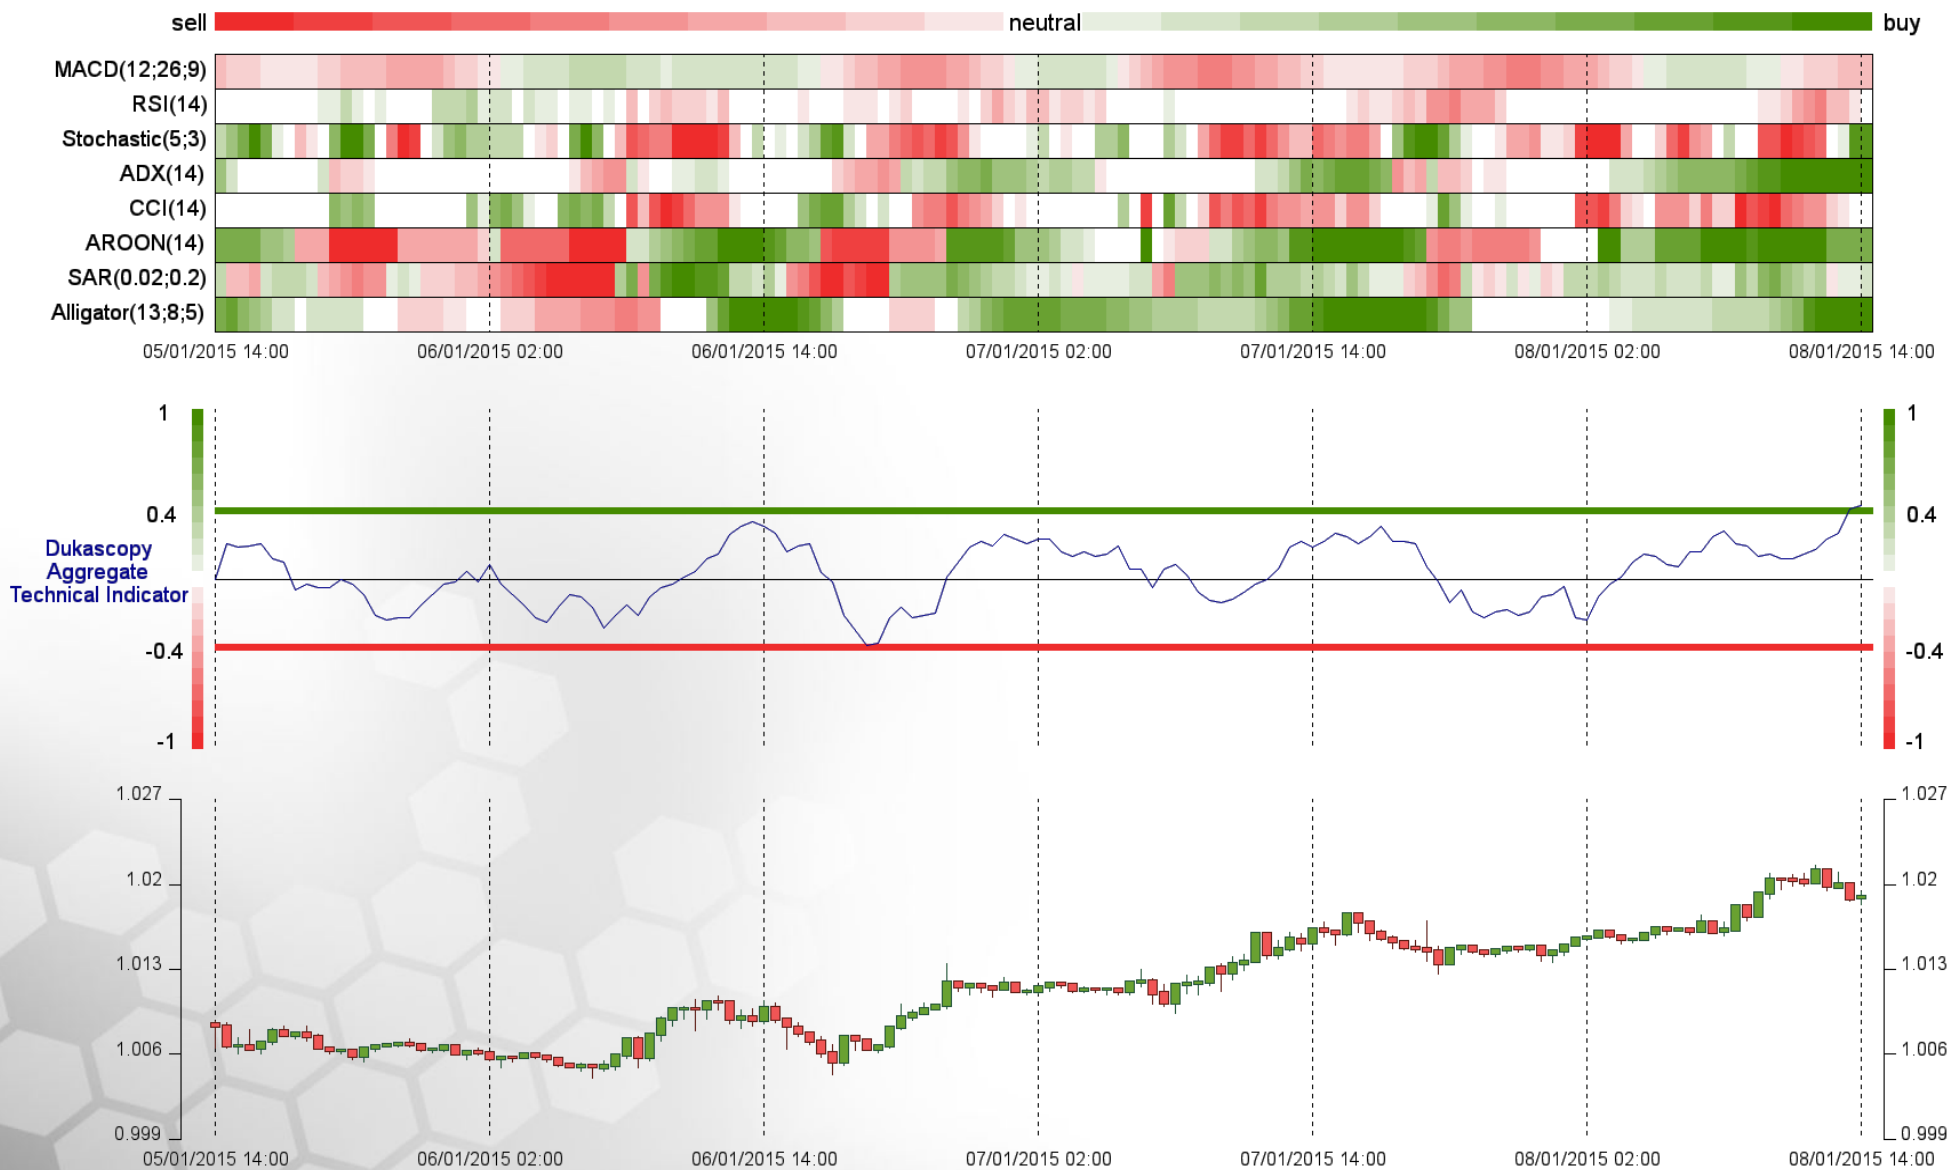 sell neutral buy
MACD(12;26;9)
RSI(14)
Stochastic(5;3)
ADX(14)
CCI(14)
AROON(14)
SAR(0.02;0.2)
Alligator(13;8;5)
05/01/2015 14:00 06/01/2015 02:00 06/01/2015 14:00 07/01/2015 02:00 07/01/2015 14:00 08/01/2015 02:00 08/01/2015 14:00
1 1
0.4 0.4
Dukascopy
Aggregate
Technical Indicator
-0.4 -0.4
-1 -1
1.027 1.027
1.02 1.02
1.013 1.013
1.006 1.006
0.999 0.999
05/01/2015 14:00 06/01/2015 02:00 06/01/2015 14:00 07/01/2015 02:00 07/01/2015 14:00 08/01/2015 02:00 08/01/2015 14:00